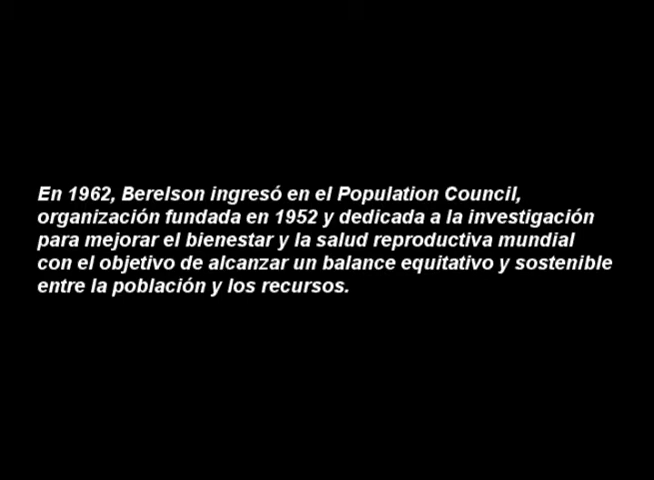 En 1962, Berelson ingresó en el Population Council,
organización fundada en 1952 y dedicada a la investigación
para mejorar el bienestar y la salud reproductiva mundial
con el objetivo de alcanzar un balance equitativo y sostenible
entre la población y los recursos.